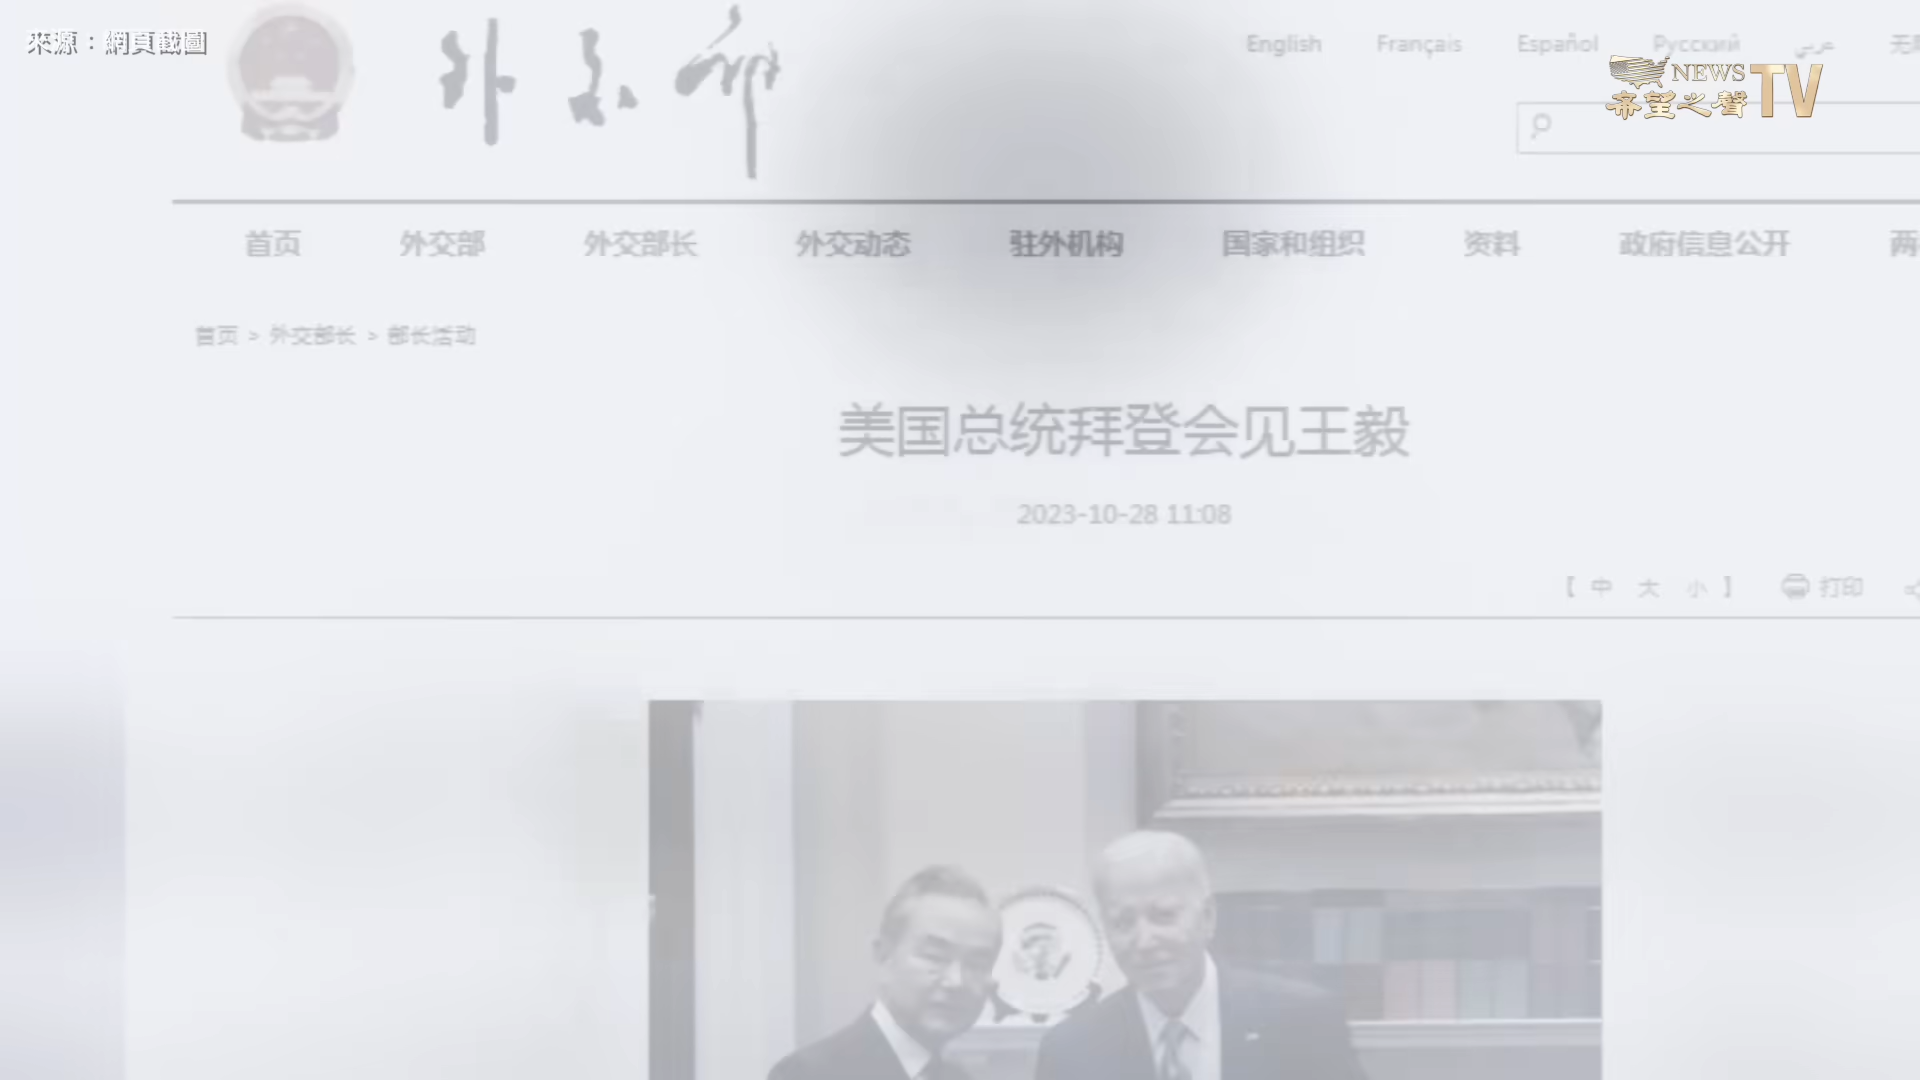 來源：網頁截圖
外交部
English Français Español Русский عربي
NEWS
希望之聲 TV
首页 外交部 外交部长 外交动态 驻外机构 国家和组织 资料 政府信息公开
首页 > 外交部长 > 部长活动
美国总统拜登会见王毅
2023-10-28 11:08
【 中 大 小 】 打印